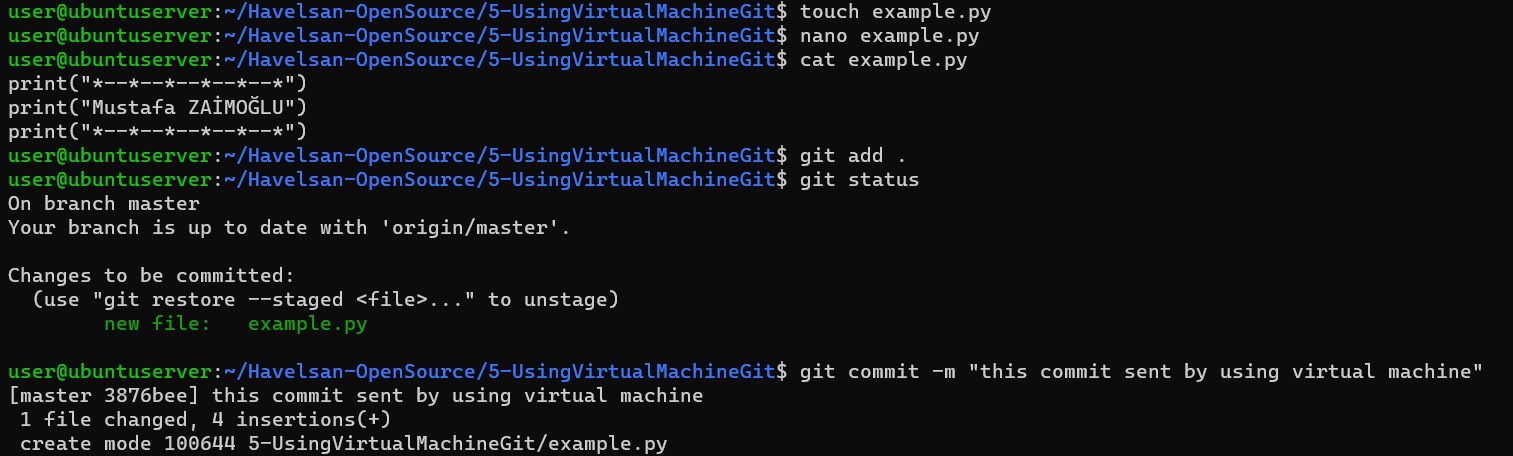 user@ubuntuserver:~/Havelsan-OpenSource/5-UsingVirtualMachineGit$ touch example.py
user@ubuntuserver:~/Havelsan-OpenSource/5-UsingVirtualMachineGit$ nano example.py
user@ubuntuserver:~/Havelsan-OpenSource/5-UsingVirtualMachineGit$ cat example.py
print("*--*--*--*--*--*")
print("Mustafa ZAİMOĞLU")
print("*--*--*--*--*--*")
user@ubuntuserver:~/Havelsan-OpenSource/5-UsingVirtualMachineGit$ git add .
user@ubuntuserver:~/Havelsan-OpenSource/5-UsingVirtualMachineGit$ git status
On branch master
Your branch is up to date with 'origin/master'.

Changes to be committed:
  (use "git restore --staged <file>..." to unstage)
        new file:   example.py

user@ubuntuserver:~/Havelsan-OpenSource/5-UsingVirtualMachineGit$ git commit -m "this commit sent by using virtual machine"
[master 3876bee] this commit sent by using virtual machine
 1 file changed, 4 insertions(+)
 create mode 100644 5-UsingVirtualMachineGit/example.py